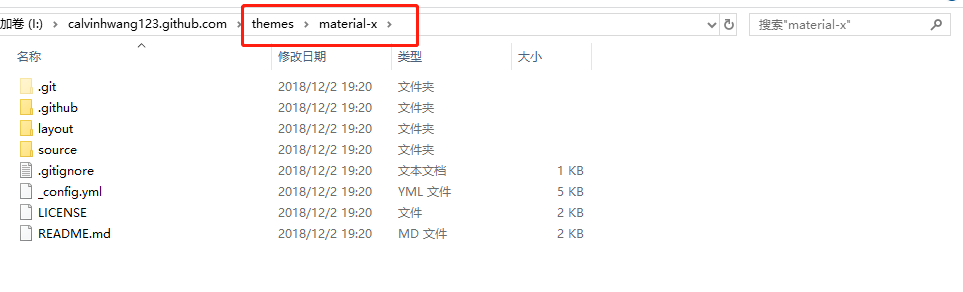 加卷 (I:) › calvinhwang123.github.com › themes › material-x › 搜索"material-x"
名称 修改日期 类型 大小
.git 2018/12/2 19:20 文件夹
.github 2018/12/2 19:20 文件夹
layout 2018/12/2 19:20 文件夹
source 2018/12/2 19:20 文件夹
.gitignore 2018/12/2 19:20 文本文档 1 KB
_config.yml 2018/12/2 19:20 YML 文件 5 KB
LICENSE 2018/12/2 19:20 文件 2 KB
README.md 2018/12/2 19:20 MD 文件 2 KB